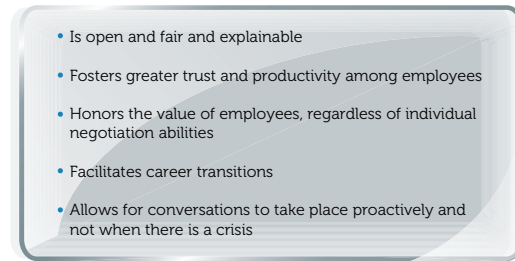 • Is open and fair and explainable
• Fosters greater trust and productivity among employees
• Honors the value of employees, regardless of individual
negotiation abilities
• Facilitates career transitions
• Allows for conversations to take place proactively and
not when there is a crisis